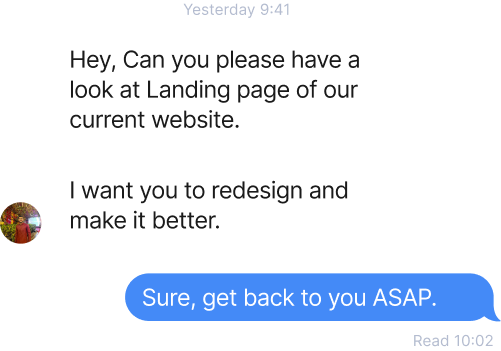 Yesterday 9:41
Hey, Can you please have a
look at Landing page of our
current website.
I want you to redesign and
make it better.
Sure, get back to you ASAP.
Read 10:02